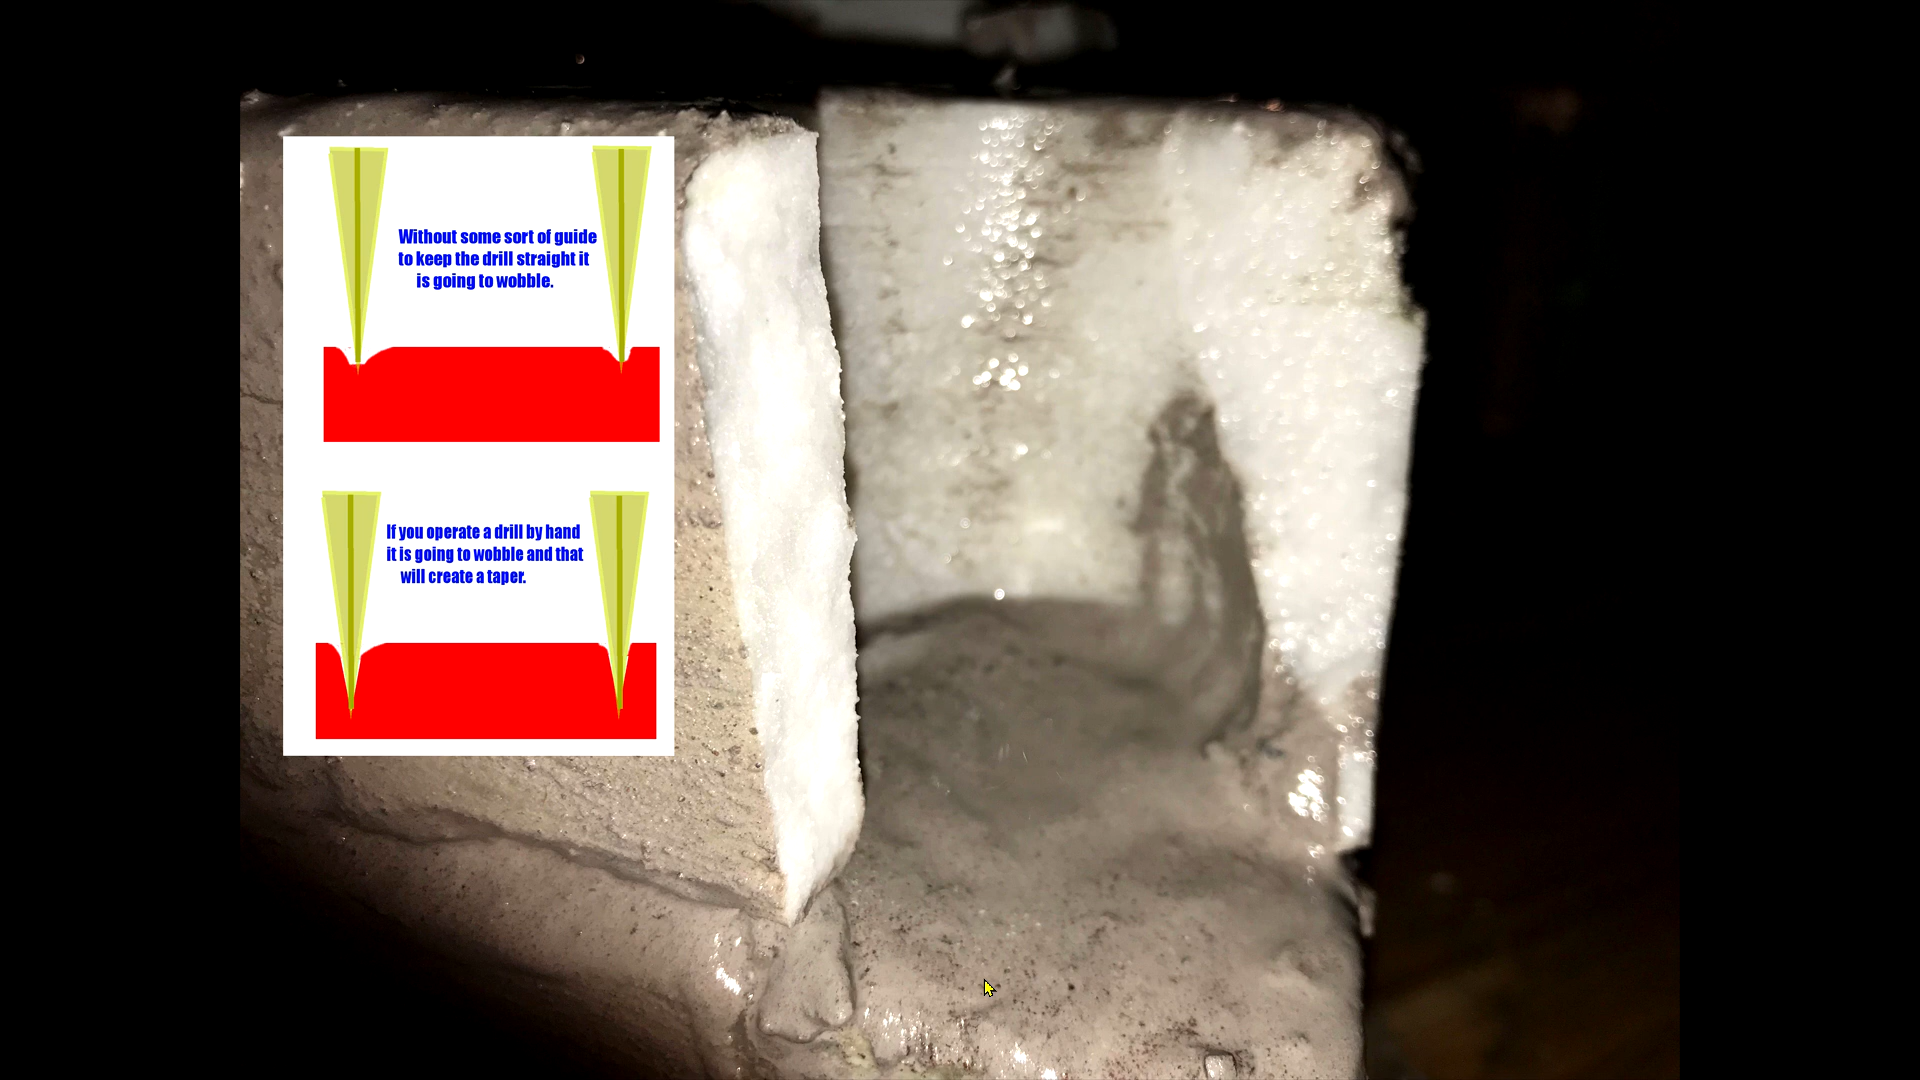 Without some sort of guide
to keep the drill straight it
is going to wobble.
If you operate a drill by hand
it is going to wobble and that
will create a taper.